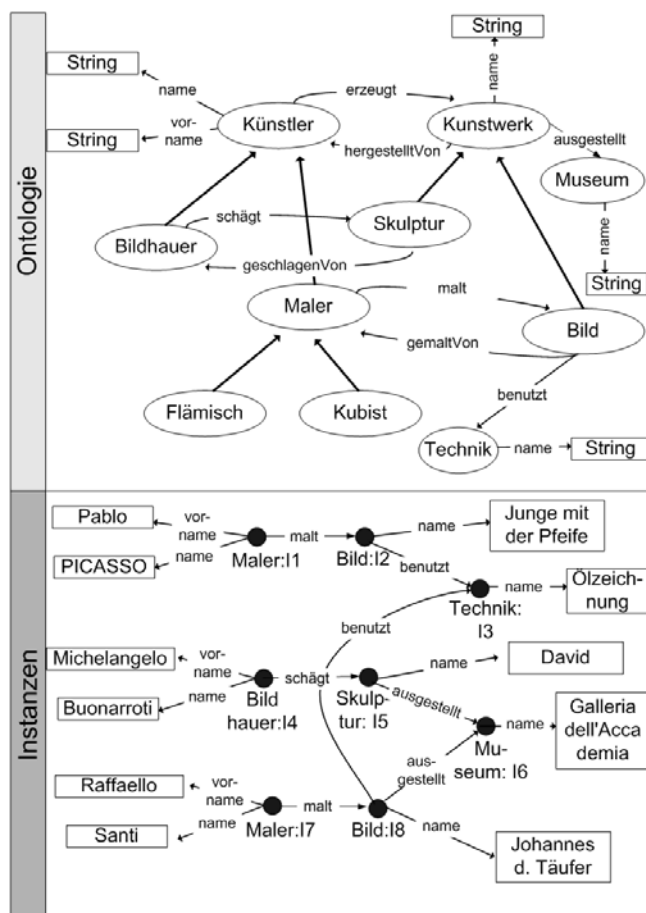 Ontologie
String
String
name
name
String
vor-
name
Künstler
erzeugt
Kunstwerk
hergestelltVon
ausgestellt
Museum
name
String
Bildhauer
schägt
Skulptur
geschlagenVon
Maler
malt
Bild
gemaltVon
benutzt
Flämisch
Kubist
Technik
name
String
Instanzen
Pablo
vor-
name
PICASSO
name
Maler:I1
malt
Bild:I2
name
Junge mit
der Pfeife
benutzt
Technik:
I3
name
Ölzeich-
nung
benutzt
Michelangelo
vor-
name
Buonarroti
name
Bild
hauer:I4
schägt
Skulp-
tur: I5
name
David
ausgestellt
Mu-
seum: I6
name
Galleria
dell'Acca
demia
aus-
gestellt
Raffaello
vor-
name
Santi
name
Maler:I7
malt
Bild:I8
name
Johannes
d. Täufer